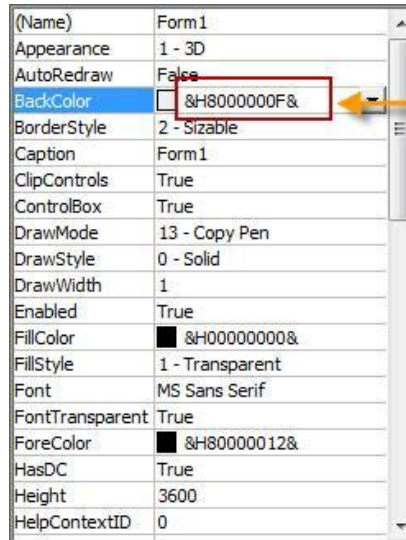 (Name) Form1
Appearance 1 - 3D
AutoRedraw False
BackColor &H8000000F&
BorderStyle 2 - Sizable
Caption Form1
ClipControls True
ControlBox True
DrawMode 13 - Copy Pen
DrawStyle 0 - Solid
DrawWidth 1
Enabled True
FillColor &H00000000&
FillStyle 1 - Transparent
Font MS Sans Serif
FontTransparent True
ForeColor &H80000012&
HasDC True
Height 3600
HelpContextID 0